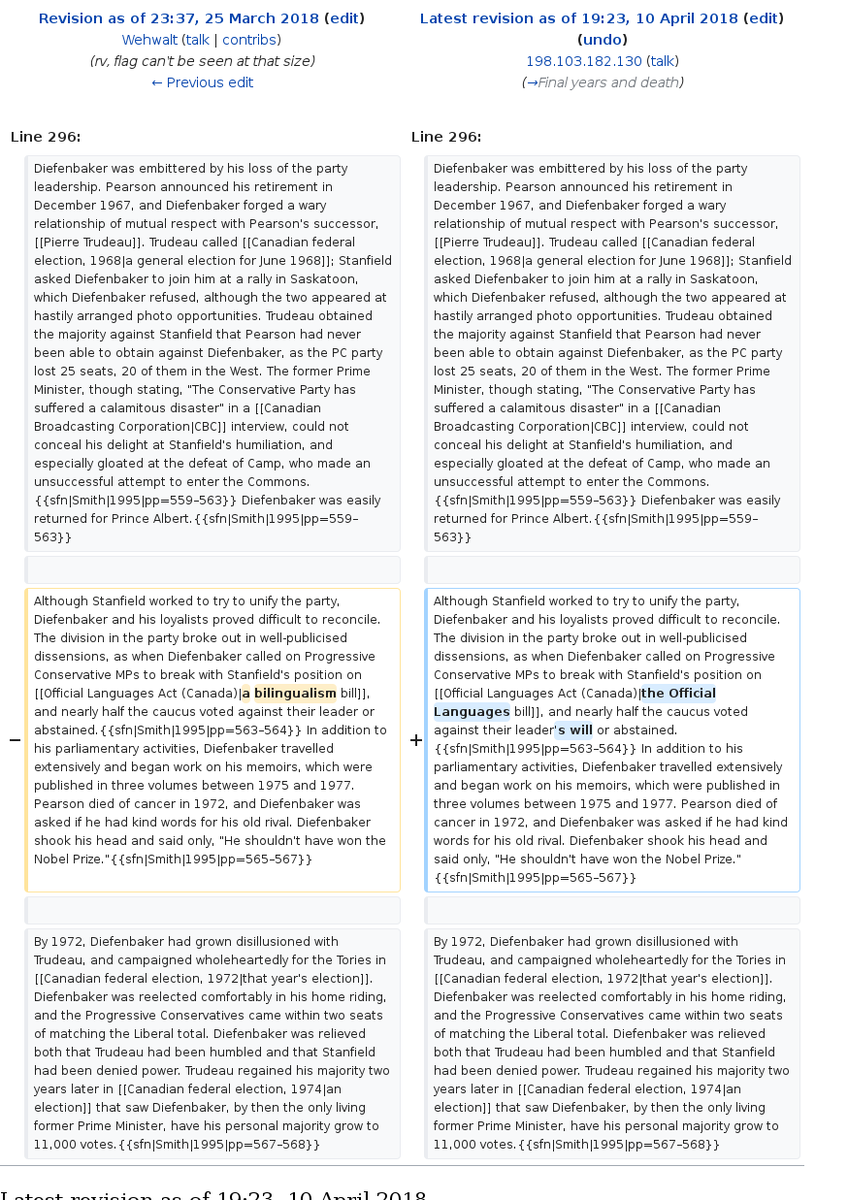 Revision as of 23:37, 25 March 2018 (edit)
Wehwalt (talk | contribs)
(rv, flag can't be seen at that size)
← Previous edit
Latest revision as of 19:23, 10 April 2018 (edit)
(undo)
198.103.182.130 (talk)
(→Final years and death)
Line 296:
Diefenbaker was embittered by his loss of the party
leadership. Pearson announced his retirement in
December 1967, and Diefenbaker forged a wary
relationship of mutual respect with Pearson's successor,
[[Pierre Trudeau]]. Trudeau called [[Canadian federal
election, 1968|a general election for June 1968]]; Stanfield
asked Diefenbaker to join him at a rally in Saskatoon,
which Diefenbaker refused, although the two appeared at
hastily arranged photo opportunities. Trudeau obtained
the majority against Stanfield that Pearson had never
been able to obtain against Diefenbaker, as the PC party
lost 25 seats, 20 of them in the West. The former Prime
Minister, though stating, "The Conservative Party has
suffered a calamitous disaster" in a [[Canadian
Broadcasting Corporation|CBC]] interview, could not
conceal his delight at Stanfield's humiliation, and
especially gloated at the defeat of Camp, who made an
unsuccessful attempt to enter the Commons.
{{sfn|Smith|1995|pp=559–563}} Diefenbaker was easily
returned for Prince Albert.{{sfn|Smith|1995|pp=559–
563}}
− Although Stanfield worked to try to unify the party,
Diefenbaker and his loyalists proved difficult to reconcile.
The division in the party broke out in well-publicised
dissensions, as when Diefenbaker called on Progressive
Conservative MPs to break with Stanfield's position on
[[Official Languages Act (Canada)|a bilingualism bill]],
and nearly half the caucus voted against their leader or
abstained.{{sfn|Smith|1995|pp=563–564}} In addition to
his parliamentary activities, Diefenbaker travelled
extensively and began work on his memoirs, which were
published in three volumes between 1975 and 1977.
Pearson died of cancer in 1972, and Diefenbaker was
asked if he had kind words for his old rival. Diefenbaker
shook his head and said only, "He shouldn't have won the
Nobel Prize."{{sfn|Smith|1995|pp=565–567}}
By 1972, Diefenbaker had grown disillusioned with
Trudeau, and campaigned wholeheartedly for the Tories in
[[Canadian federal election, 1972|that year's election]].
Diefenbaker was reelected comfortably in his home riding,
and the Progressive Conservatives came within two seats
of matching the Liberal total. Diefenbaker was relieved
both that Trudeau had been humbled and that Stanfield
had been denied power. Trudeau regained his majority two
years later in [[Canadian federal election, 1974|an
election]] that saw Diefenbaker, by then the only living
former Prime Minister, have his personal majority grow to
11,000 votes.{{sfn|Smith|1995|pp=567–568}}
Line 296:
Diefenbaker was embittered by his loss of the party
leadership. Pearson announced his retirement in
December 1967, and Diefenbaker forged a wary
relationship of mutual respect with Pearson's successor,
[[Pierre Trudeau]]. Trudeau called [[Canadian federal
election, 1968|a general election for June 1968]]; Stanfield
asked Diefenbaker to join him at a rally in Saskatoon,
which Diefenbaker refused, although the two appeared at
hastily arranged photo opportunities. Trudeau obtained
the majority against Stanfield that Pearson had never
been able to obtain against Diefenbaker, as the PC party
lost 25 seats, 20 of them in the West. The former Prime
Minister, though stating, "The Conservative Party has
suffered a calamitous disaster" in a [[Canadian
Broadcasting Corporation|CBC]] interview, could not
conceal his delight at Stanfield's humiliation, and
especially gloated at the defeat of Camp, who made an
unsuccessful attempt to enter the Commons.
{{sfn|Smith|1995|pp=559–563}} Diefenbaker was easily
returned for Prince Albert.{{sfn|Smith|1995|pp=559–
563}}
+ Although Stanfield worked to try to unify the party,
Diefenbaker and his loyalists proved difficult to reconcile.
The division in the party broke out in well-publicised
dissensions, as when Diefenbaker called on Progressive
Conservative MPs to break with Stanfield's position on
[[Official Languages Act (Canada)|the Official
Languages bill]], and nearly half the caucus voted
against their leader's will or abstained.
{{sfn|Smith|1995|pp=563–564}} In addition to his
parliamentary activities, Diefenbaker travelled extensively
and began work on his memoirs, which were published in
three volumes between 1975 and 1977. Pearson died of
cancer in 1972, and Diefenbaker was asked if he had kind
words for his old rival. Diefenbaker shook his head and
said only, "He shouldn't have won the Nobel Prize."
{{sfn|Smith|1995|pp=565–567}}
By 1972, Diefenbaker had grown disillusioned with
Trudeau, and campaigned wholeheartedly for the Tories in
[[Canadian federal election, 1972|that year's election]].
Diefenbaker was reelected comfortably in his home riding,
and the Progressive Conservatives came within two seats
of matching the Liberal total. Diefenbaker was relieved
both that Trudeau had been humbled and that Stanfield
had been denied power. Trudeau regained his majority two
years later in [[Canadian federal election, 1974|an
election]] that saw Diefenbaker, by then the only living
former Prime Minister, have his personal majority grow to
11,000 votes.{{sfn|Smith|1995|pp=567–568}}
Latest revision as of 19:23, 10 April 2018